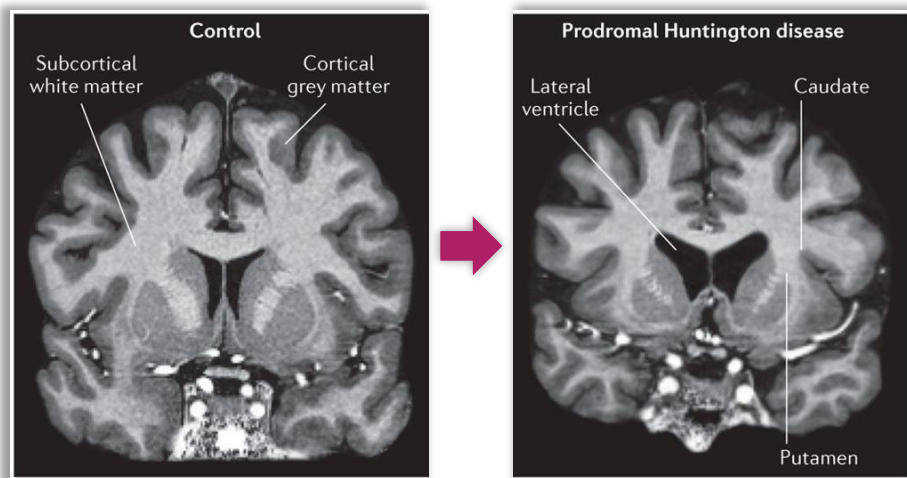 Control
Subcortical
white matter
Cortical
grey matter
Prodromal Huntington disease
Lateral
ventricle
Caudate
Putamen